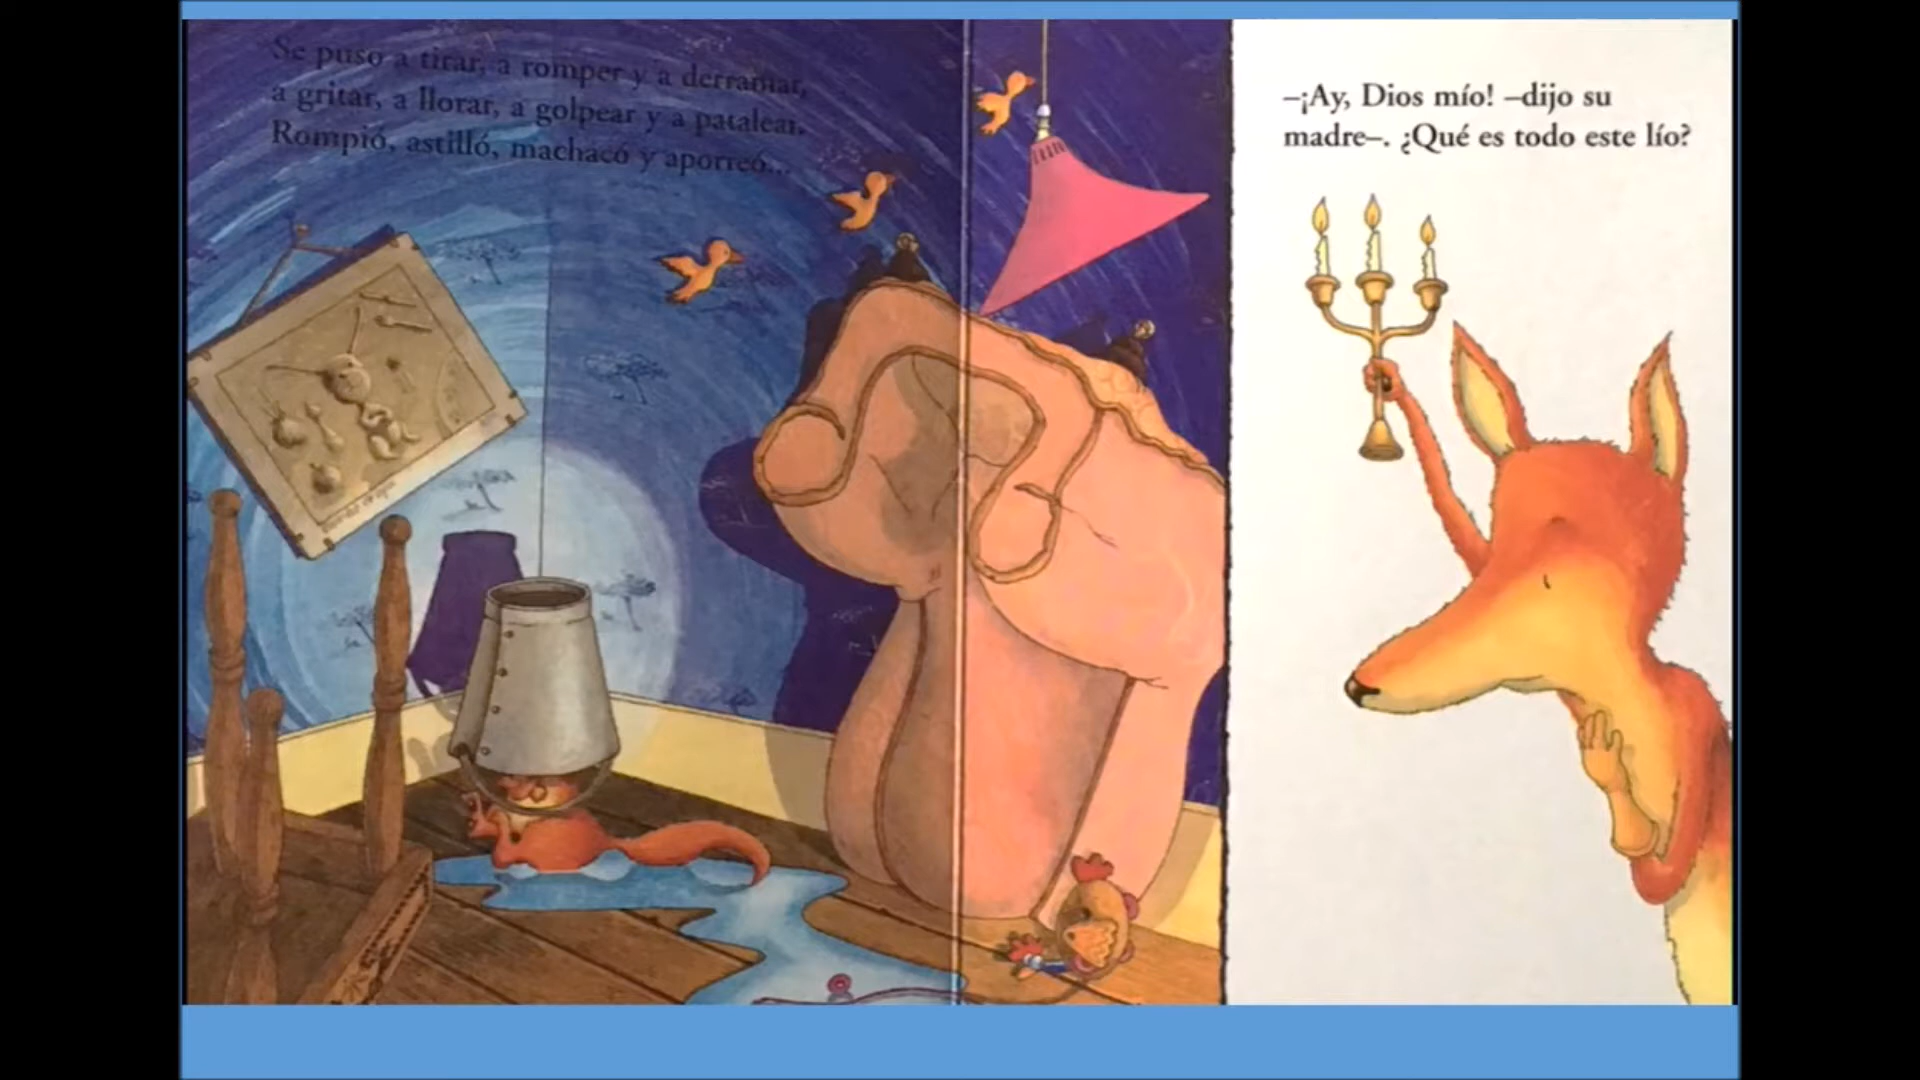 Se puso a tirar, a romper y a derramar,
a gritar, a llorar, a golpear y a patalear.
Rompió, astilló, machacó y aporreó...
–¡Ay, Dios mío! –dijo su
madre–. ¿Qué es todo este lío?